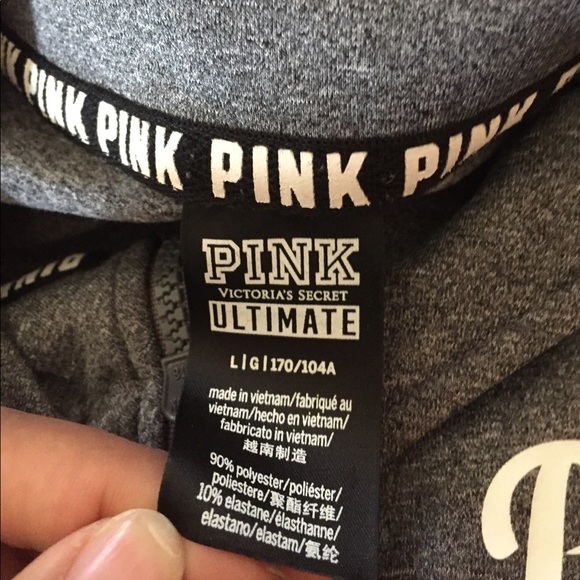 PINK PINK PINK PINK
PINK
VICTORIA'S SECRET
ULTIMATE
L|G|170/104A
made in vietnam/fabriqué au
vietnam/hecho en vietnam/
fabbricato in vietnam/
越南制造
90% polyester/poliéster/
poliestere/聚酯纤维/
10% elastane/élasthanne/
elastano/elastam/氨纶